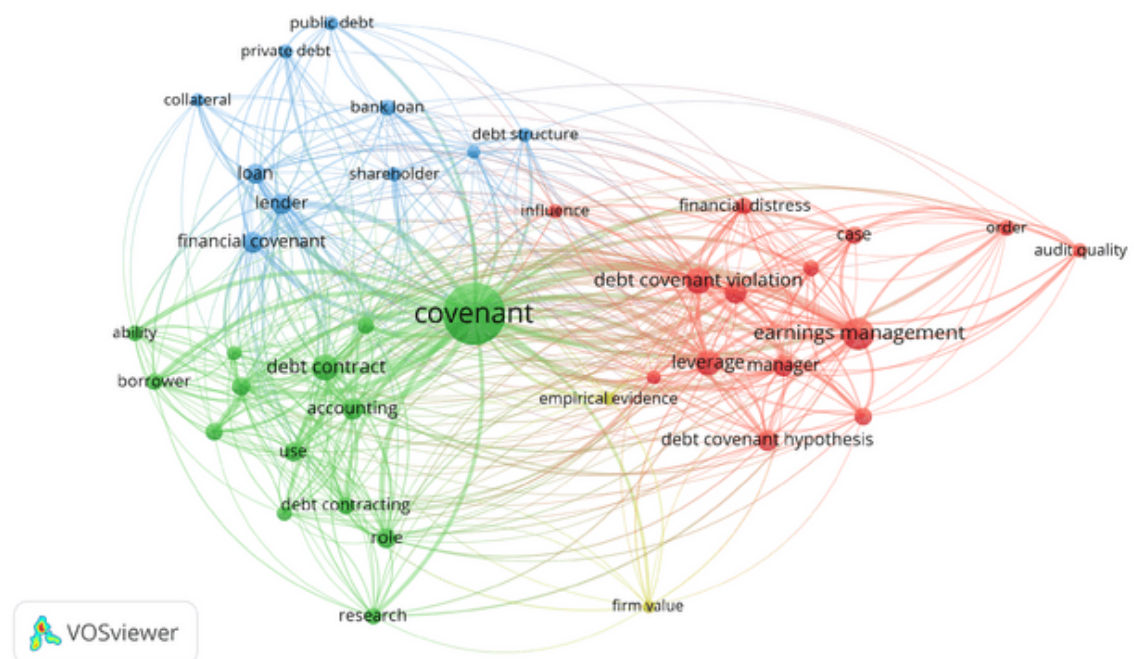 public debt
private debt
collateral
bank loan
debt structure
loan
shareholder
lender
influence
financial distress
financial covenant
case
order
audit quality
debt covenant violation
covenant
ability
earnings management
debt contract
leverage
manager
borrower
empirical evidence
accounting
debt covenant hypothesis
use
debt contracting
role
firm value
research
VOSviewer